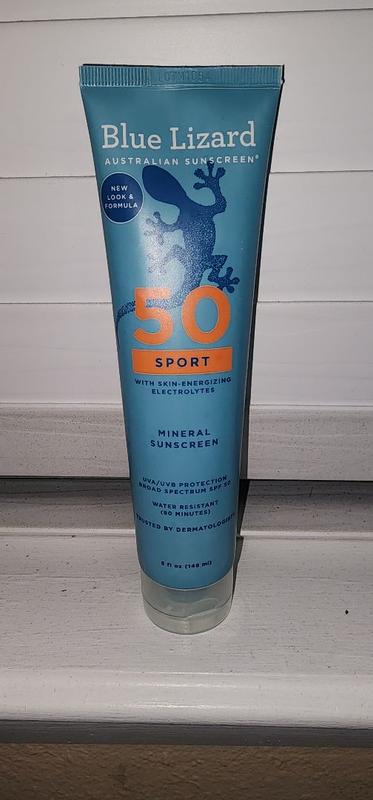 Blue Lizard
AUSTRALIAN SUNSCREEN®
NEW
LOOK &
FORMULA
50
SPORT
WITH SKIN-ENERGIZING
ELECTROLYTES
MINERAL
SUNSCREEN
UVA/UVB PROTECTION
BROAD SPECTRUM SPF 50
WATER RESISTANT
(80 MINUTES)
TRUSTED BY DERMATOLOGISTS
5 fl oz (148 ml)